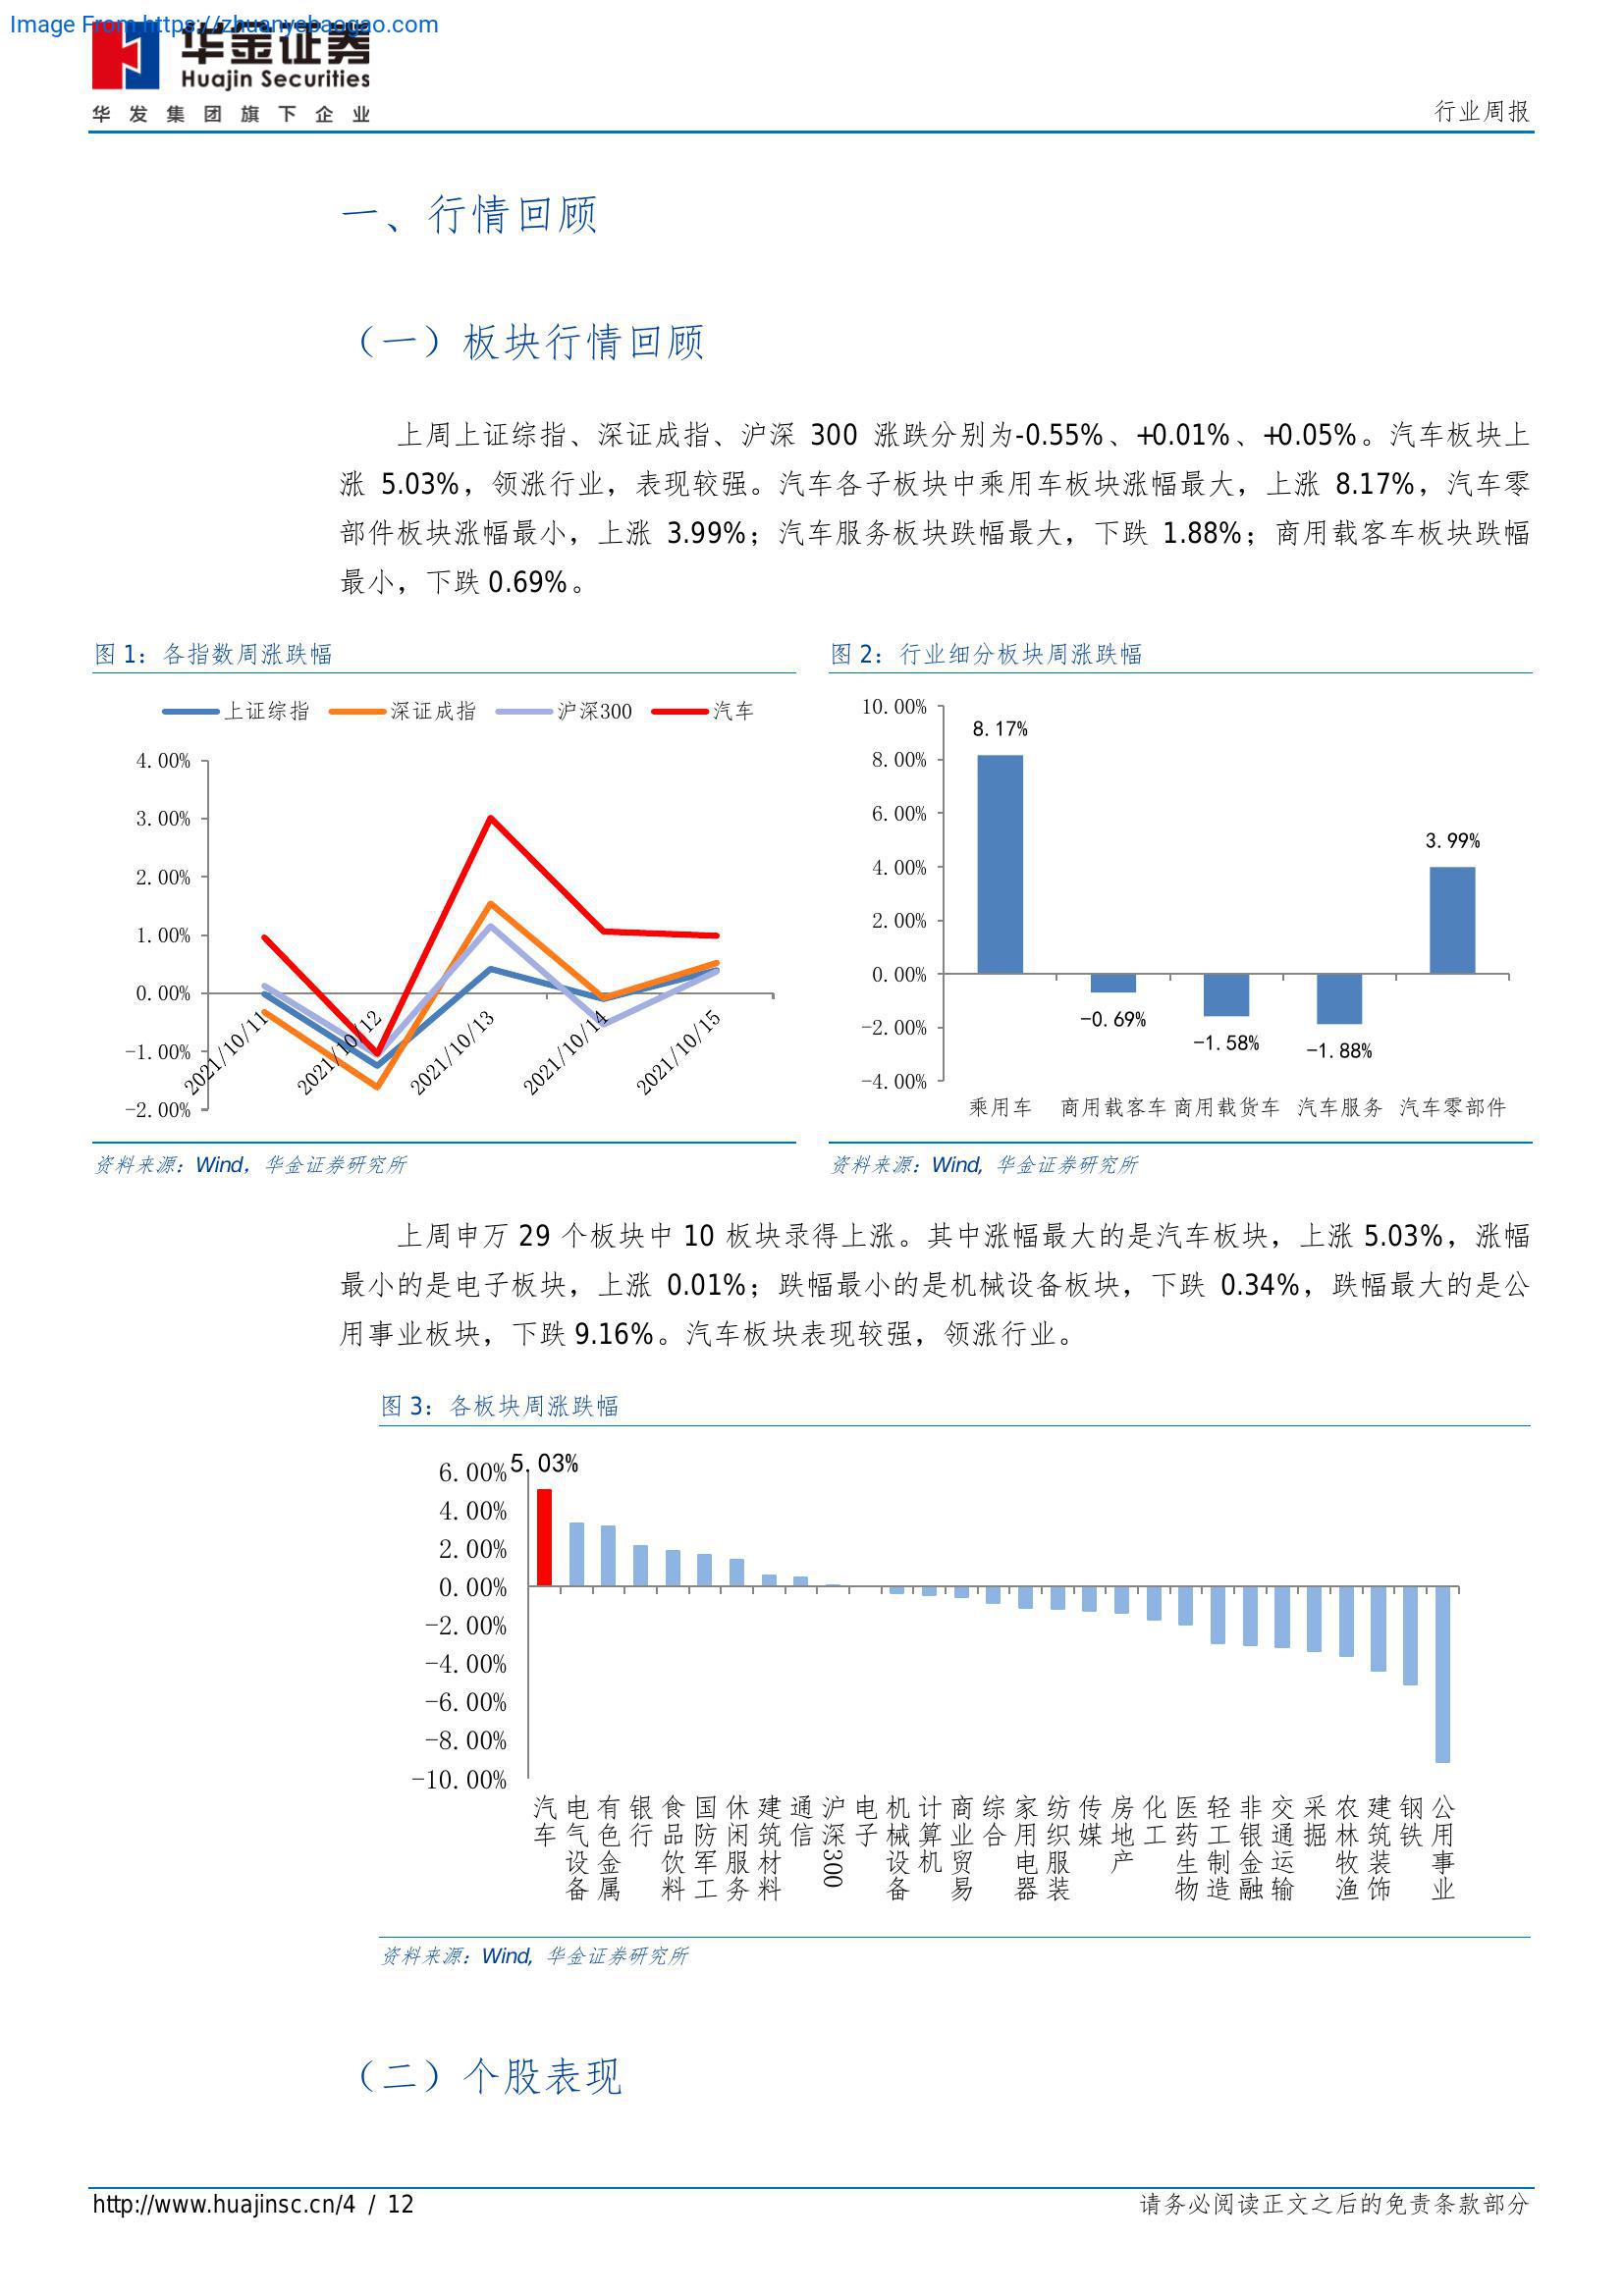 Image From https://zhuanyebaogao.com
华金证券
Huajin Securities
华发集团旗下企业
行业周报
一、行情回顾
（一）板块行情回顾
上周上证综指、深证成指、沪深 300 涨跌分别为-0.55%、+0.01%、+0.05%。汽车板块上
涨 5.03%，领涨行业，表现较强。汽车各子板块中乘用车板块涨幅最大，上涨 8.17%，汽车零
部件板块涨幅最小，上涨 3.99%；汽车服务板块跌幅最大，下跌 1.88%；商用载客车板块跌幅
最小，下跌 0.69%。
图 1：各指数周涨跌幅
上证综指 深证成指 沪深300 汽车
4.00%
3.00%
2.00%
1.00%
0.00%
-1.00%
-2.00%
2021/10/11
2021/10/12
2021/10/13
2021/10/14
2021/10/15
资料来源：Wind，华金证券研究所
图 2：行业细分板块周涨跌幅
10.00%
8.00%
6.00%
4.00%
2.00%
0.00%
-2.00%
-4.00%
8.17%
-0.69%
-1.58%
-1.88%
3.99%
乘用车 商用载客车 商用载货车 汽车服务 汽车零部件
资料来源：Wind, 华金证券研究所
上周申万 29 个板块中 10 板块录得上涨。其中涨幅最大的是汽车板块，上涨 5.03%，涨幅
最小的是电子板块，上涨 0.01%；跌幅最小的是机械设备板块，下跌 0.34%，跌幅最大的是公
用事业板块，下跌 9.16%。汽车板块表现较强，领涨行业。
图 3：各板块周涨跌幅
5.03%
6.00%
4.00%
2.00%
0.00%
-2.00%
-4.00%
-6.00%
-8.00%
-10.00%
汽车
电气设备
有色金属
银行
食品饮料
国防军工
休闲服务
建筑材料
通信
沪深300
电子
机械设备
计算机
商业贸易
综合
家用电器
纺织服装
传媒
房地产
化工
医药生物
轻工制造
非银金融
交通运输
采掘
农林牧渔
建筑装饰
钢铁
公用事业
资料来源：Wind, 华金证券研究所
（二）个股表现
http://www.huajinsc.cn/4 / 12
请务必阅读正文之后的免责条款部分